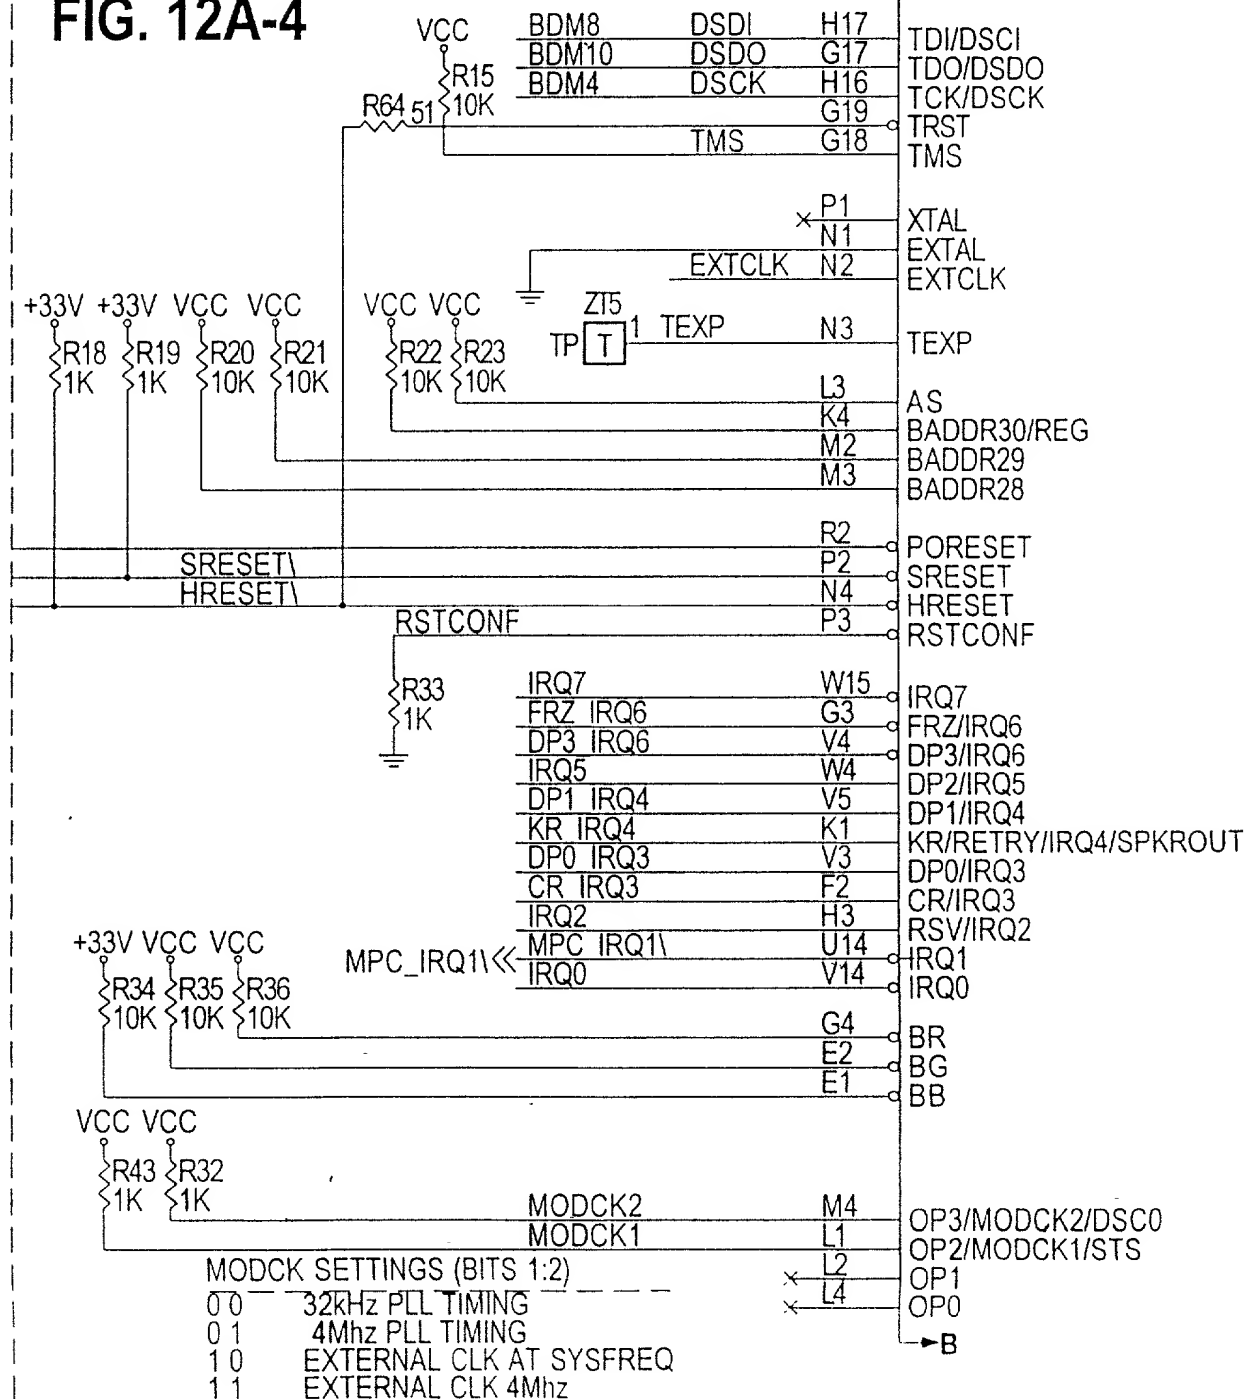 FIG. 12A-4
VCC
BDM8 DSDI H17 TDI/DSCI
BDM10 DSDO G17 TDO/DSDO
R15
10K
BDM4 DSCK H16 TCK/DSCK
R64 51 G19 TRST
TMS G18 TMS
P1 XTAL
N1 EXTAL
EXTCLK N2 EXTCLK
+33V +33V VCC VCC VCC VCC
ZT5
TP T 1 TEXP N3 TEXP
R18 R19 R20 R21 R22 R23
1K 1K 10K 10K 10K 10K
L3 AS
K4 BADDR30/REG
M2 BADDR29
M3 BADDR28
R2 PORESET
SRESET\ P2 SRESET
HRESET\ N4 HRESET
RSTCONF P3 RSTCONF
R33
1K
IRQ7 W15 IRQ7
FRZ IRQ6 G3 FRZ/IRQ6
DP3 IRQ6 V4 DP3/IRQ6
IRQ5 W4 DP2/IRQ5
DP1 IRQ4 V5 DP1/IRQ4
KR IRQ4 K1 KR/RETRY/IRQ4/SPKROUT
DP0 IRQ3 V3 DP0/IRQ3
CR IRQ3 F2 CR/IRQ3
IRQ2 H3 RSV/IRQ2
MPC_IRQ1\ MPC IRQ1\ U14 IRQ1
IRQ0 V14 IRQ0
+33V VCC VCC
R34 R35 R36
10K 10K 10K
G4 BR
E2 BG
E1 BB
VCC VCC
R43 R32
1K 1K
MODCK2 M4 OP3/MODCK2/DSC0
MODCK1 L1 OP2/MODCK1/STS
L2 OP1
L4 OP0
MODCK SETTINGS (BITS 1:2)
0 0 32kHz PLL TIMING
0 1 4Mhz PLL TIMING
1 0 EXTERNAL CLK AT SYSFREQ
1 1 EXTERNAL CLK 4Mhz
B